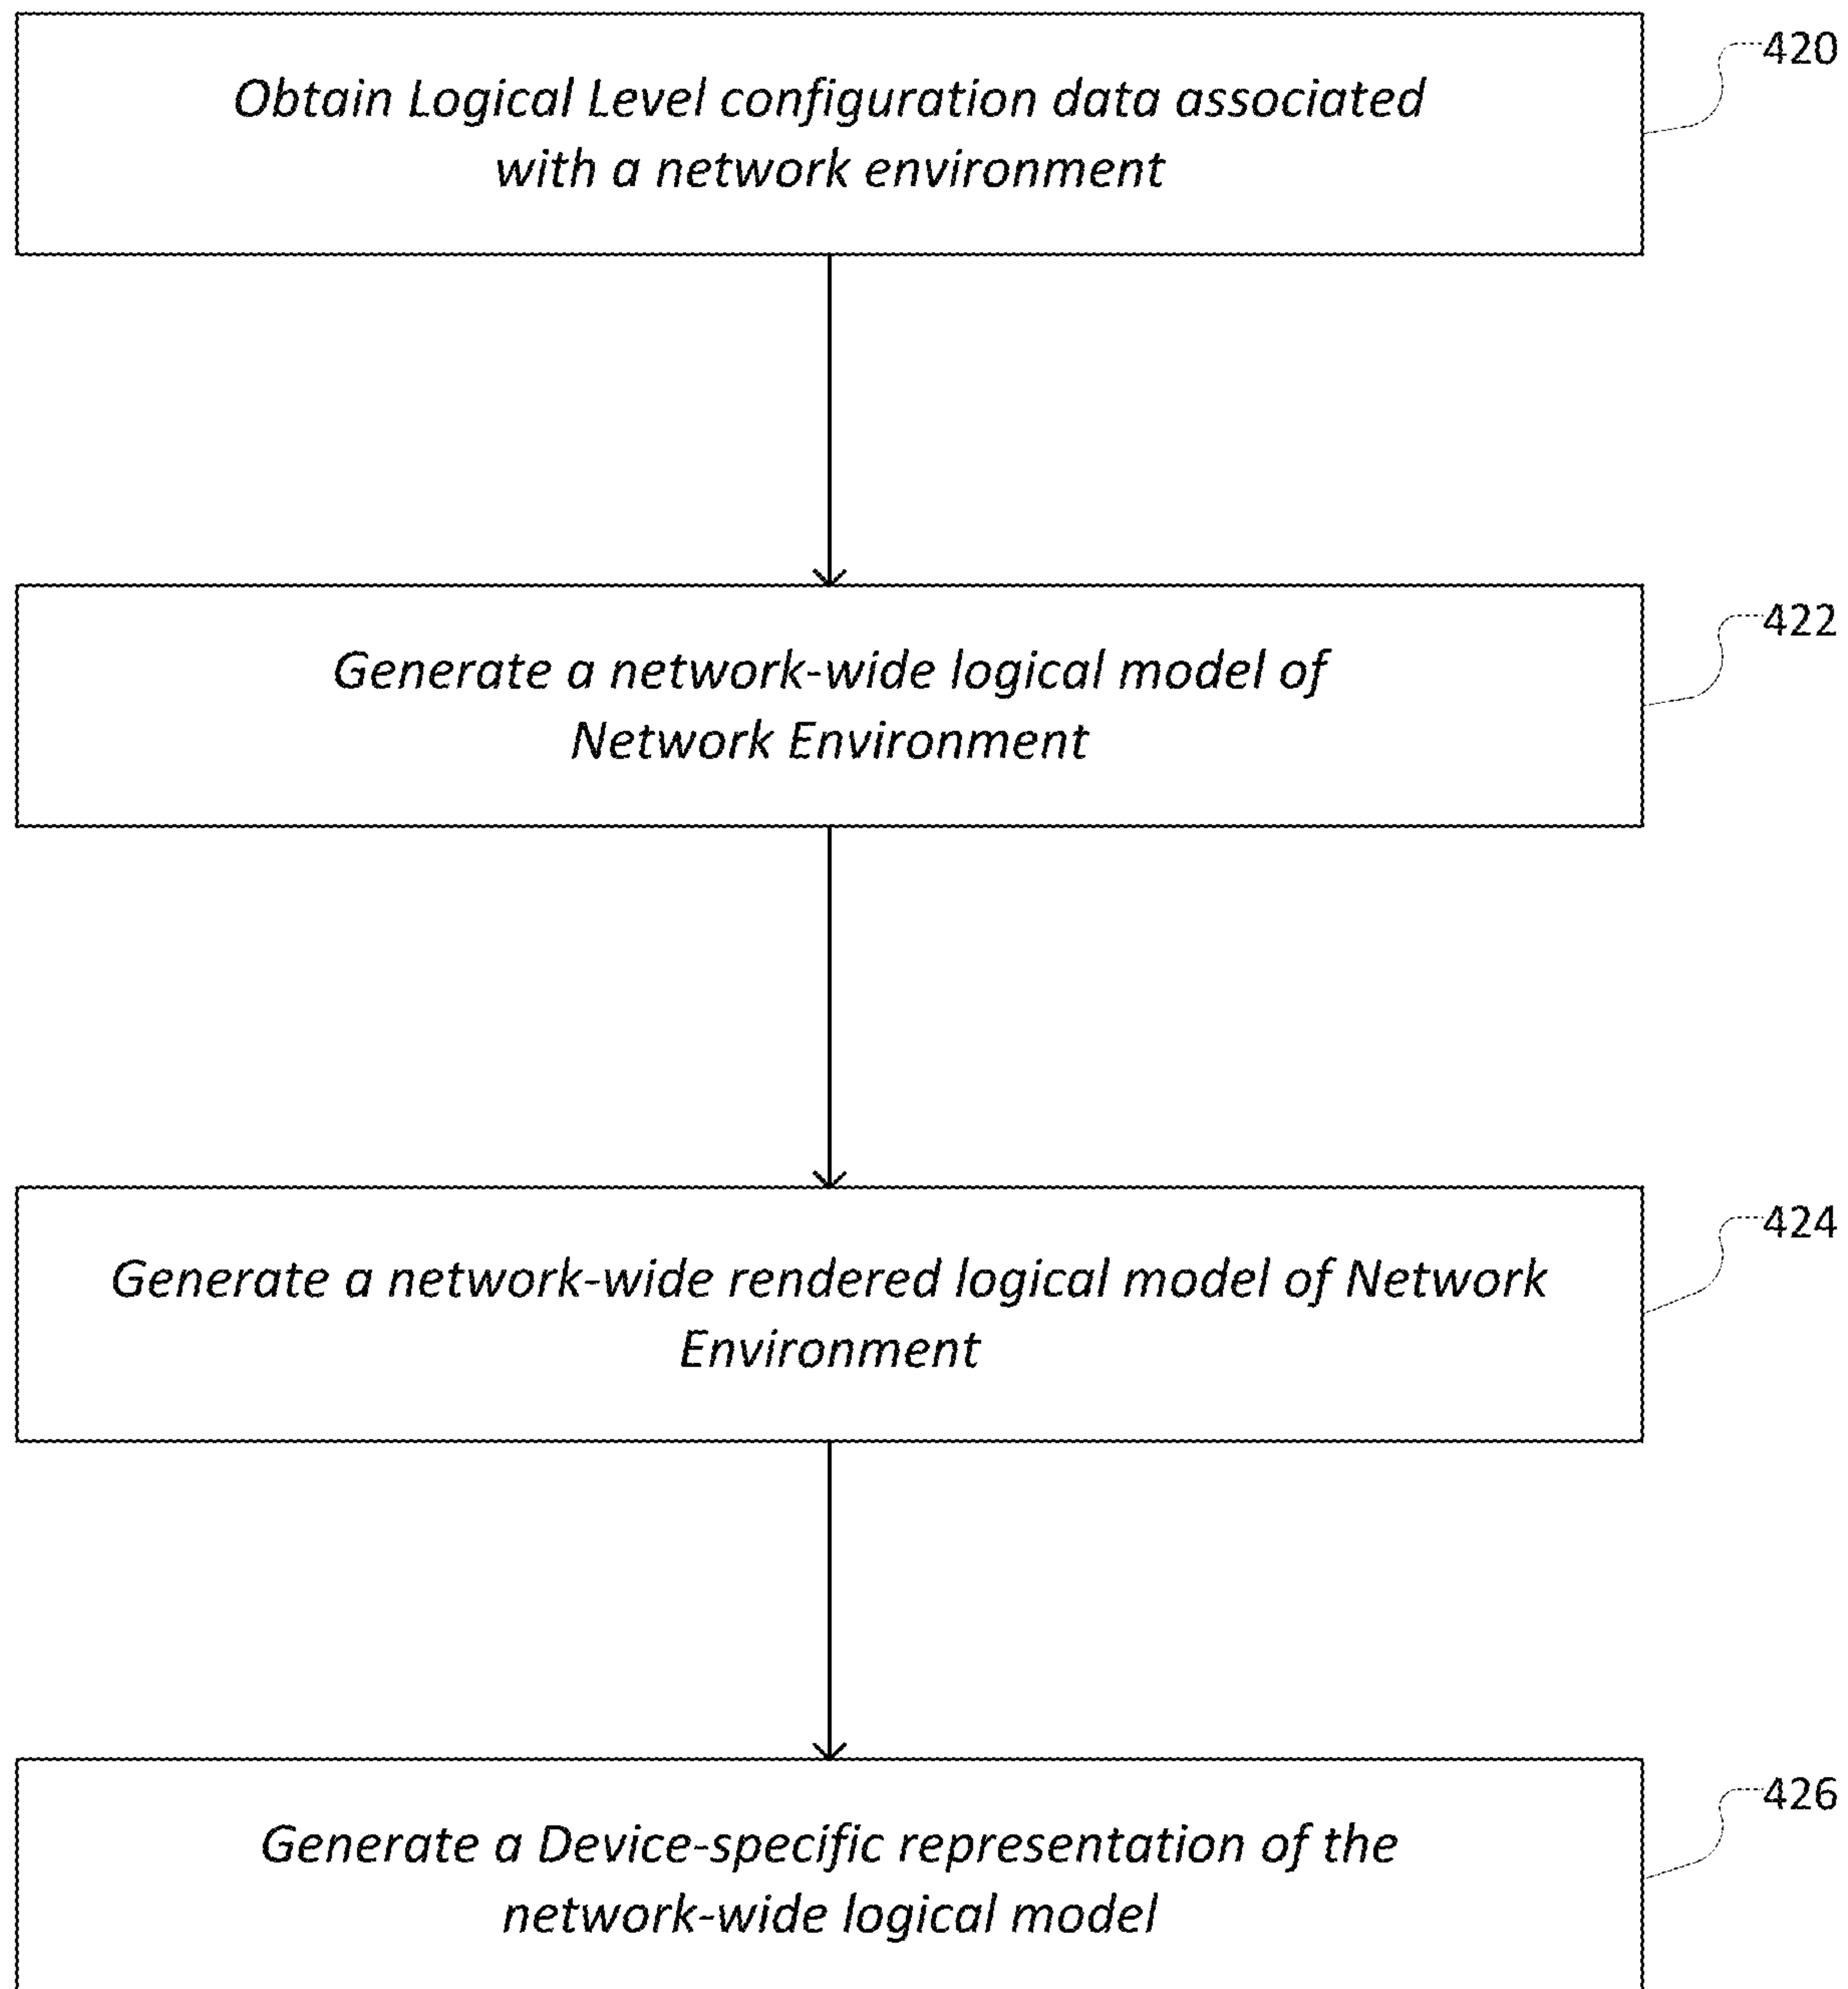 Obtain Logical Level configuration data associated
with a network environment
420
Generate a network-wide logical model of
Network Environment
422
Generate a network-wide rendered logical model of Network
Environment
424
Generate a Device-specific representation of the
network-wide logical model
426